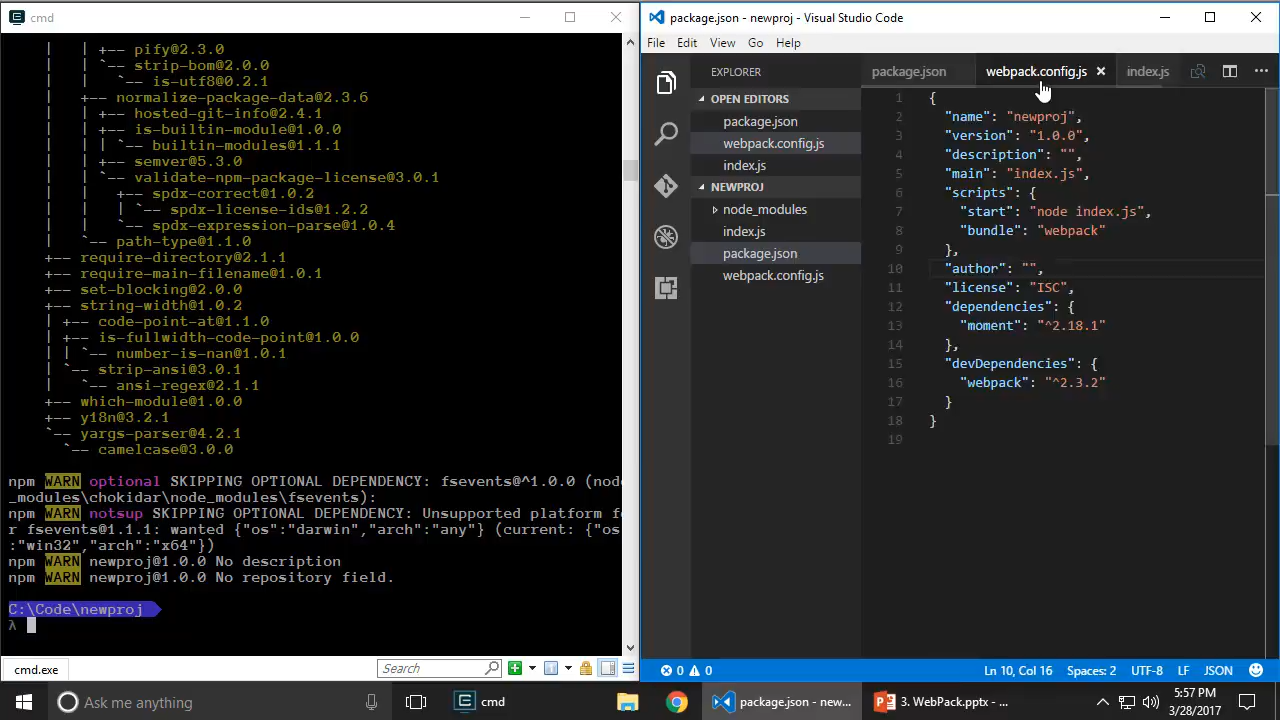 cmd
| | +-- pify@2.3.0
| | `-- strip-bom@2.0.0
| | `-- is-utf8@0.2.1
| +-- normalize-package-data@2.3.6
| | +-- hosted-git-info@2.4.1
| | +-- is-builtin-module@1.0.0
| | | `-- builtin-modules@1.1.1
| | +-- semver@5.3.0
| | `-- validate-npm-package-license@3.0.1
| | +-- spdx-correct@1.0.2
| | | `-- spdx-license-ids@1.2.2
| | `-- spdx-expression-parse@1.0.4
| `-- path-type@1.1.0
+-- require-directory@2.1.1
+-- require-main-filename@1.0.1
+-- set-blocking@2.0.0
+-- string-width@1.0.2
| +-- code-point-at@1.1.0
| +-- is-fullwidth-code-point@1.0.0
| | `-- number-is-nan@1.0.1
| `-- strip-ansi@3.0.1
| `-- ansi-regex@2.1.1
+-- which-module@1.0.0
+-- y18n@3.2.1
`-- yargs-parser@4.2.1
`-- camelcase@3.0.0
npm WARN optional SKIPPING OPTIONAL DEPENDENCY: fsevents@^1.0.0 (node
_modules\chokidar\node_modules\fsevents):
npm WARN notsup SKIPPING OPTIONAL DEPENDENCY: Unsupported platform fo
r fsevents@1.1.1: wanted {"os":"darwin","arch":"any"} (current: {"os"
:"win32","arch":"x64"})
npm WARN newproj@1.0.0 No description
npm WARN newproj@1.0.0 No repository field.
C:\Code\newproj
λ
cmd.exe
Search
package.json - newproj - Visual Studio Code
File Edit View Go Help
EXPLORER
OPEN EDITORS
package.json
webpack.config.js
index.js
NEWPROJ
node_modules
index.js
package.json
webpack.config.js
package.json webpack.config.js index.js
1 {
2 "name": "newproj",
3 "version": "1.0.0",
4 "description": "",
5 "main": "index.js",
6 "scripts": {
7 "start": "node index.js",
8 "bundle": "webpack"
9 },
10 "author": "",
11 "license": "ISC",
12 "dependencies": {
13 "moment": "^2.18.1"
14 },
15 "devDependencies": {
16 "webpack": "^2.3.2"
17 }
18 }
19
0 0 Ln 10, Col 16 Spaces: 2 UTF-8 LF JSON
Ask me anything
cmd
package.json - new...
3. WebPack.pptx - ...
5:57 PM
3/28/2017